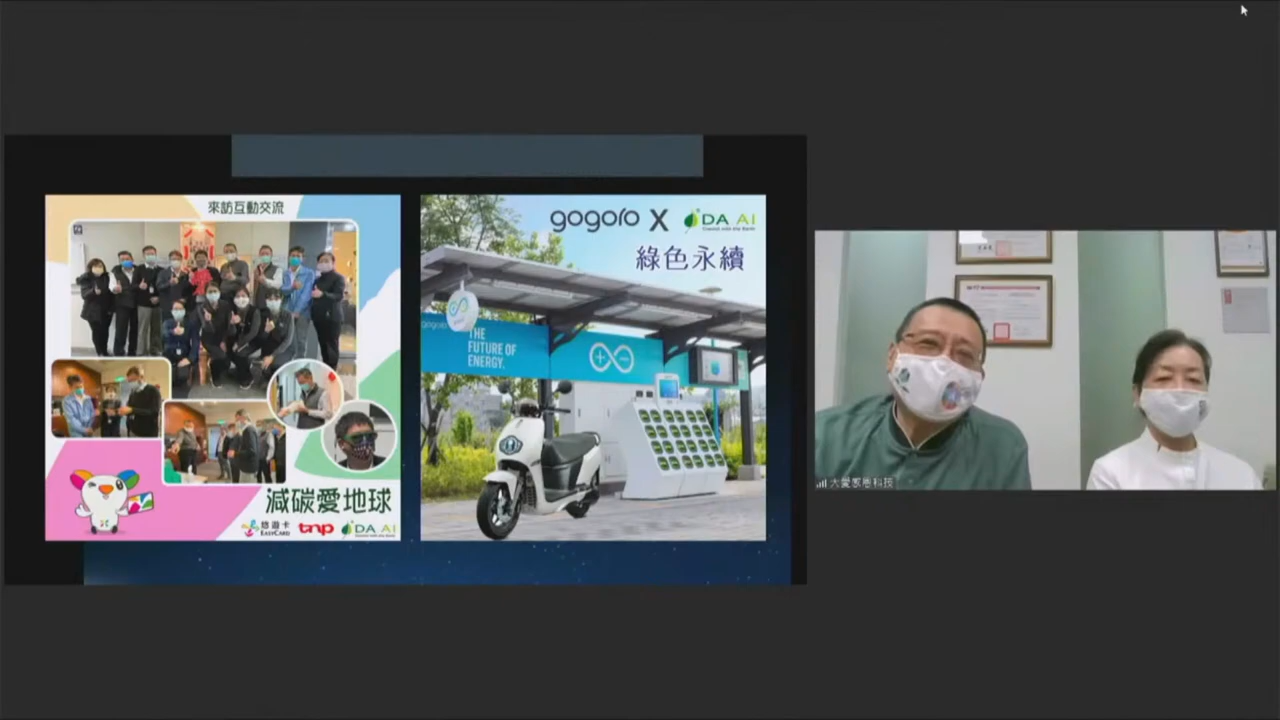 來訪互動交流
減碳愛地球
悠遊卡
EASYCARD
tnp
DA AI
gogoro X DA AI
綠色永續
gogoro
THE
FUTURE OF
ENERGY.
大愛感恩科技